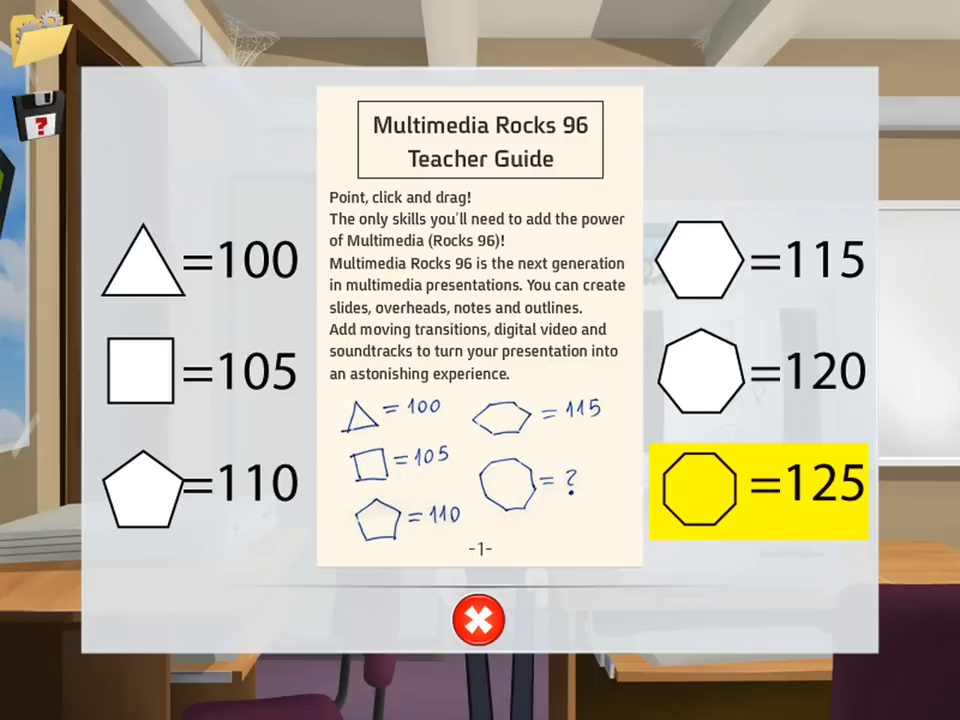 ?
=100
=105
=110
Multimedia Rocks 96
Teacher Guide
Point, click and drag!
The only skills you'll need to add the power
of Multimedia (Rocks 96)!
Multimedia Rocks 96 is the next generation
in multimedia presentations. You can create
slides, overheads, notes and outlines.
Add moving transitions, digital video and
soundtracks to turn your presentation into
an astonishing experience.
= 100
= 105
= 110
= 115
= ?
-1-
=115
=120
=125